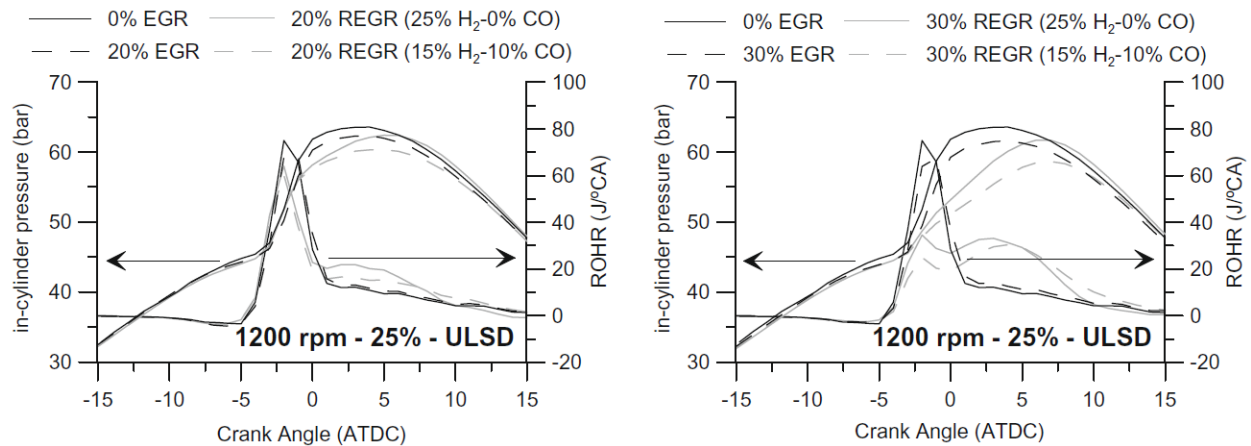 0% EGR 20% REGR (25% H₂-0% CO)
20% EGR 20% REGR (15% H₂-10% CO)
70 100
60 80
60
50 40
20
40 0
30 -20
in-cylinder pressure (bar)
ROHR (J/ºCA)
1200 rpm - 25% - ULSD
-15 -10 -5 0 5 10 15
Crank Angle (ATDC)
0% EGR 30% REGR (25% H₂-0% CO)
30% EGR 30% REGR (15% H₂-10% CO)
70 100
60 80
60
50 40
20
40 0
30 -20
in-cylinder pressure (bar)
ROHR (J/ºCA)
1200 rpm - 25% - ULSD
-15 -10 -5 0 5 10 15
Crank Angle (ATDC)